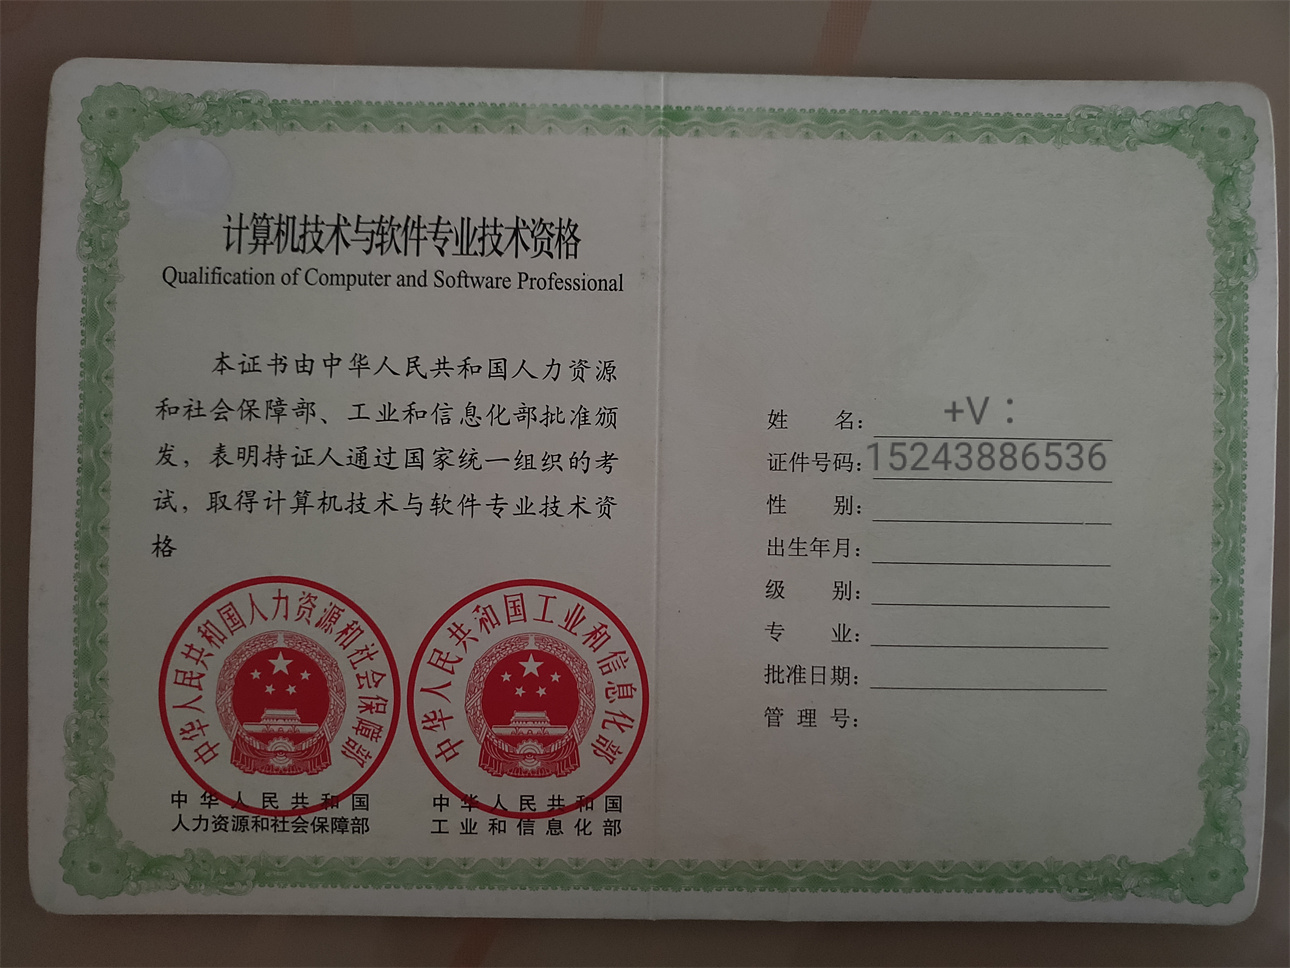 计算机技术与软件专业技术资格
Qualification of Computer and Software Professional
本证书由中华人民共和国人力资源
和社会保障部、工业和信息化部批准颁
发，表明持证人通过国家统一组织的考
试，取得计算机技术与软件专业技术资
格
中华人民共和国人力资源和社会保障部
中华人民共和国工业和信息化部
中华人民共和国
人力资源和社会保障部
中华人民共和国
工业和信息化部
姓名： +V：
证件号码：15243886536
性别：
出生年月：
级别：
专业：
批准日期：
管理号：